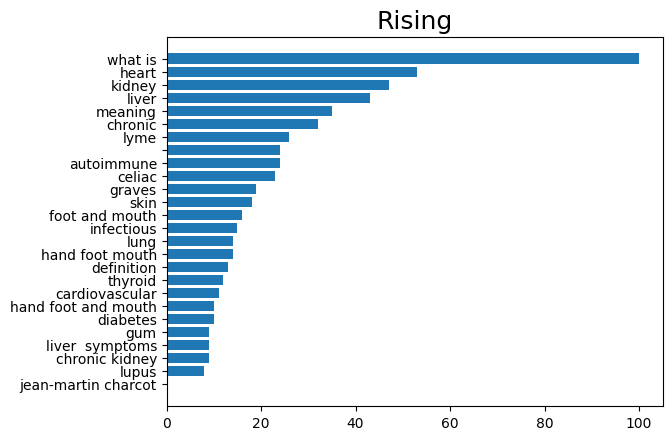 Rising
what is
heart
kidney
liver
meaning
chronic
lyme
autoimmune
celiac
graves
skin
foot and mouth
infectious
lung
hand foot mouth
definition
thyroid
cardiovascular
hand foot and mouth
diabetes
gum
liver  symptoms
chronic kidney
lupus
jean-martin charcot
0 20 40 60 80 100